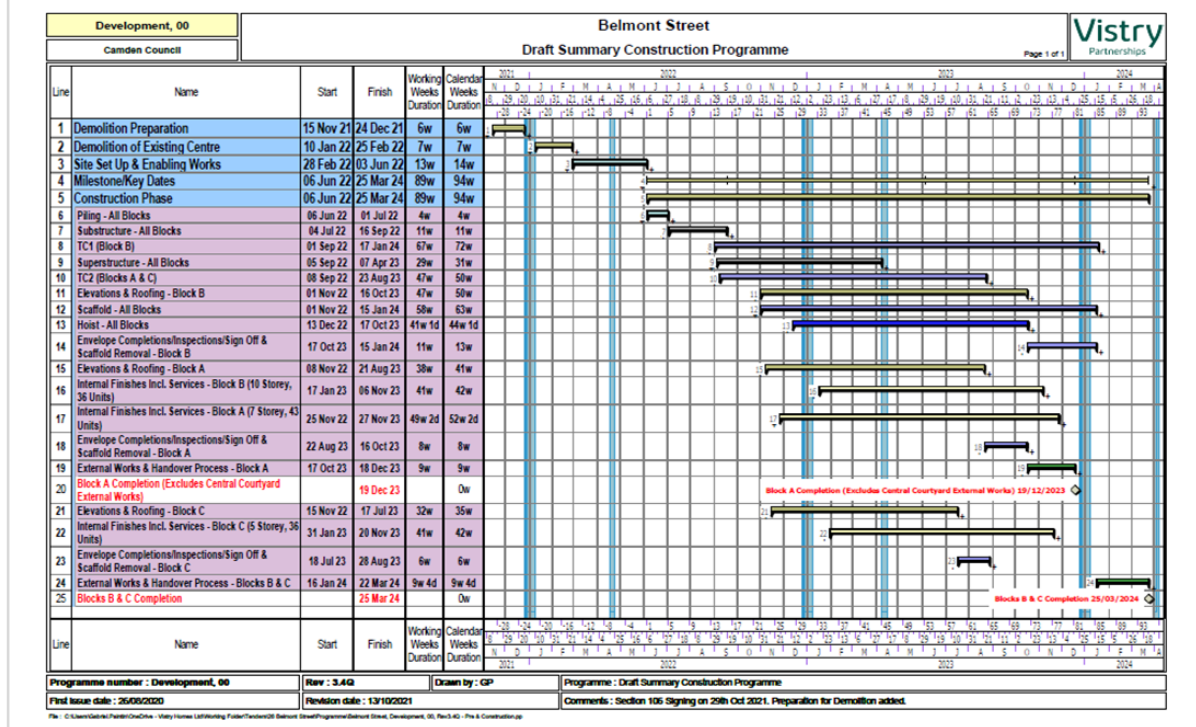 Development, 00
Camden Council
Belmont Street
Draft Summary Construction Programme
Page 1 of 1
Vistry
Partnerships
Line Name Start Finish Working Weeks Duration Calendar Weeks Duration
2021 2022 2023 2024
N D J F M A M J J A S O N D J F M A M J J A S O N D J F M A
1 Demolition Preparation 15 Nov 21 24 Dec 21 6w 6w
2 Demolition of Existing Centre 10 Jan 22 25 Feb 22 7w 7w
3 Site Set Up & Enabling Works 28 Feb 22 03 Jun 22 13w 14w
4 Milestone/Key Dates 06 Jun 22 25 Mar 24 89w 94w
5 Construction Phase 06 Jun 22 25 Mar 24 89w 94w
6 Piling - All Blocks 06 Jun 22 01 Jul 22 4w 4w
7 Substructure - All Blocks 04 Jul 22 16 Sep 22 11w 11w
8 TC1 (Block B) 01 Sep 22 17 Jan 24 67w 72w
9 Superstructure - All Blocks 05 Sep 22 07 Apr 23 29w 31w
10 TC2 (Blocks A & C) 08 Sep 22 23 Aug 23 47w 50w
11 Elevations & Roofing - Block B 01 Nov 22 16 Oct 23 47w 50w
12 Scaffold - All Blocks 01 Nov 22 15 Jan 24 58w 63w
13 Hoist - All Blocks 13 Dec 22 17 Oct 23 41w 1d 44w 1d
14 Envelope Completions/Inspections/Sign Off &
Scaffold Removal - Block B 17 Oct 23 15 Jan 24 11w 13w
15 Elevations & Roofing - Block A 08 Nov 22 21 Aug 23 38w 41w
16 Internal Finishes Incl. Services - Block B (10 Storey,
36 Units) 17 Jan 23 06 Nov 23 41w 42w
17 Internal Finishes Incl. Services - Block A (7 Storey, 43
Units) 25 Nov 22 27 Nov 23 49w 2d 52w 2d
18 Envelope Completions/Inspections/Sign Off &
Scaffold Removal - Block A 22 Aug 23 16 Oct 23 8w 8w
19 External Works & Handover Process - Block A 17 Oct 23 18 Dec 23 9w 9w
20 Block A Completion (Excludes Central Courtyard
External Works) 19 Dec 23 0w
Block A Completion (Excludes Central Courtyard External Works) 19/12/2023
21 Elevations & Roofing - Block C 15 Nov 22 17 Jul 23 32w 35w
22 Internal Finishes Incl. Services - Block C (5 Storey, 36
Units) 31 Jan 23 20 Nov 23 41w 42w
23 Envelope Completions/Inspections/Sign Off &
Scaffold Removal - Block C 18 Jul 23 28 Aug 23 6w 6w
24 External Works & Handover Process - Blocks B & C 16 Jan 24 22 Mar 24 9w 4d 9w 4d
25 Blocks B & C Completion 25 Mar 24 0w
Blocks B & C Completion 25/03/2024
Line Name Start Finish Working Weeks Duration Calendar Weeks Duration
N D J F M A M J J A S O N D J F M A M J J A S O N D J F M A
2021 2022 2023 2024
Programme number : Development, 00 Rev : 3.4Q Drawn by : GP Programme : Draft Summary Construction Programme
First issue date : 26/08/2020 Revision date : 13/10/2021 Comments : Section 106 Signing on 29th Oct 2021. Preparation for Demolition added.